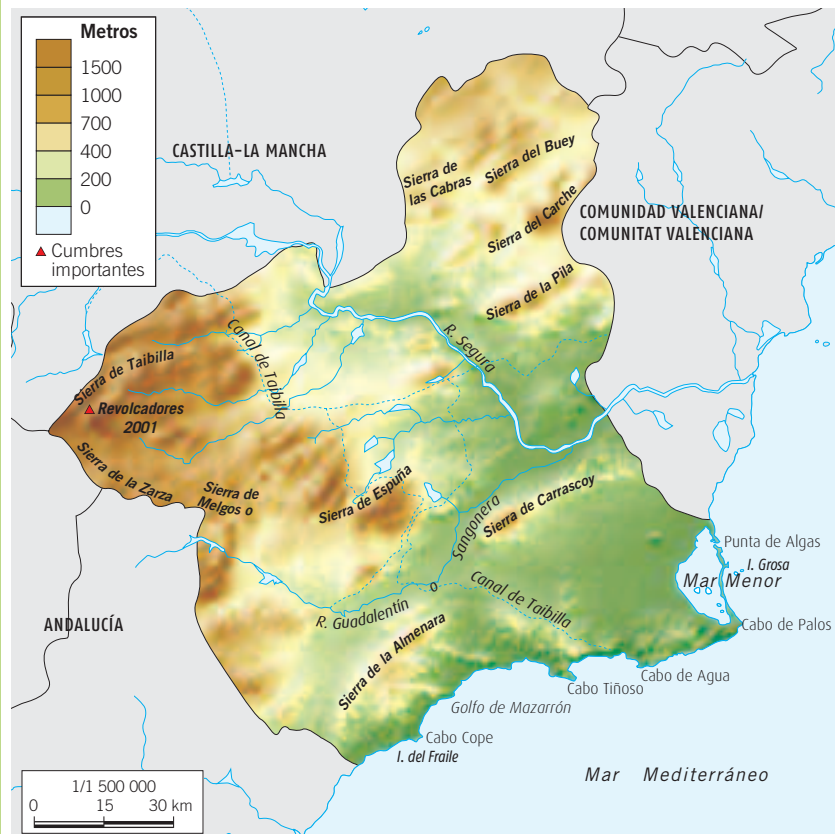 Metros
1500
1000
700
400
200
0
Cumbres
importantes
CASTILLA-LA MANCHA
Sierra de
las Cabras
Sierra del Buey
Sierra del Carche
COMUNIDAD VALENCIANA/
COMUNITAT VALENCIANA
Sierra de la Pila
R. Segura
Canal de Taibilla
Sierra de Taibilla
Revolcadores
2001
Sierra de la Zarza
Sierra de
Melgos o
Sierra de Espuña
Sangonera
Sierra de Carrascoy
Punta de Algas
I. Grosa
Mar Menor
o
Canal de Taibilla
R. Guadalentín
ANDALUCÍA
Cabo de Palos
Sierra de la Almenara
Cabo de Agua
Cabo Tiñoso
Golfo de Mazarrón
Cabo Cope
I. del Fraile
Mar Mediterráneo
1/1 500 000
0 15 30 km